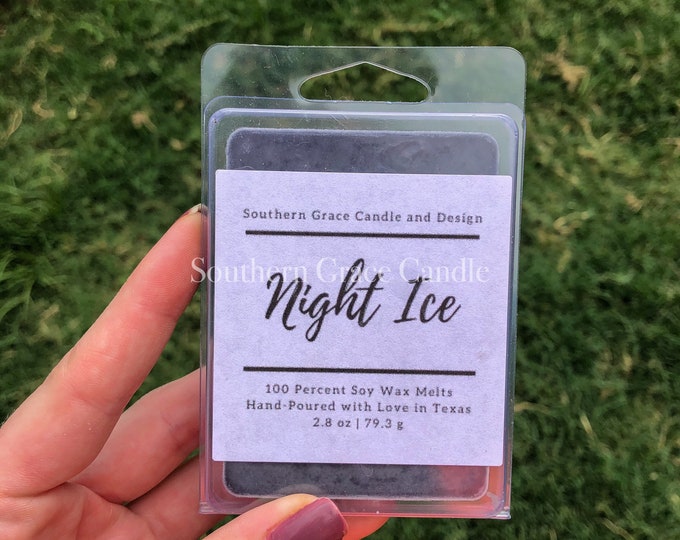 Southern Grace Candle and Design
Southern Grace Candle
Night Ice
100 Percent Soy Wax Melts
Hand-Poured with Love in Texas
2.8 oz | 79.3 g